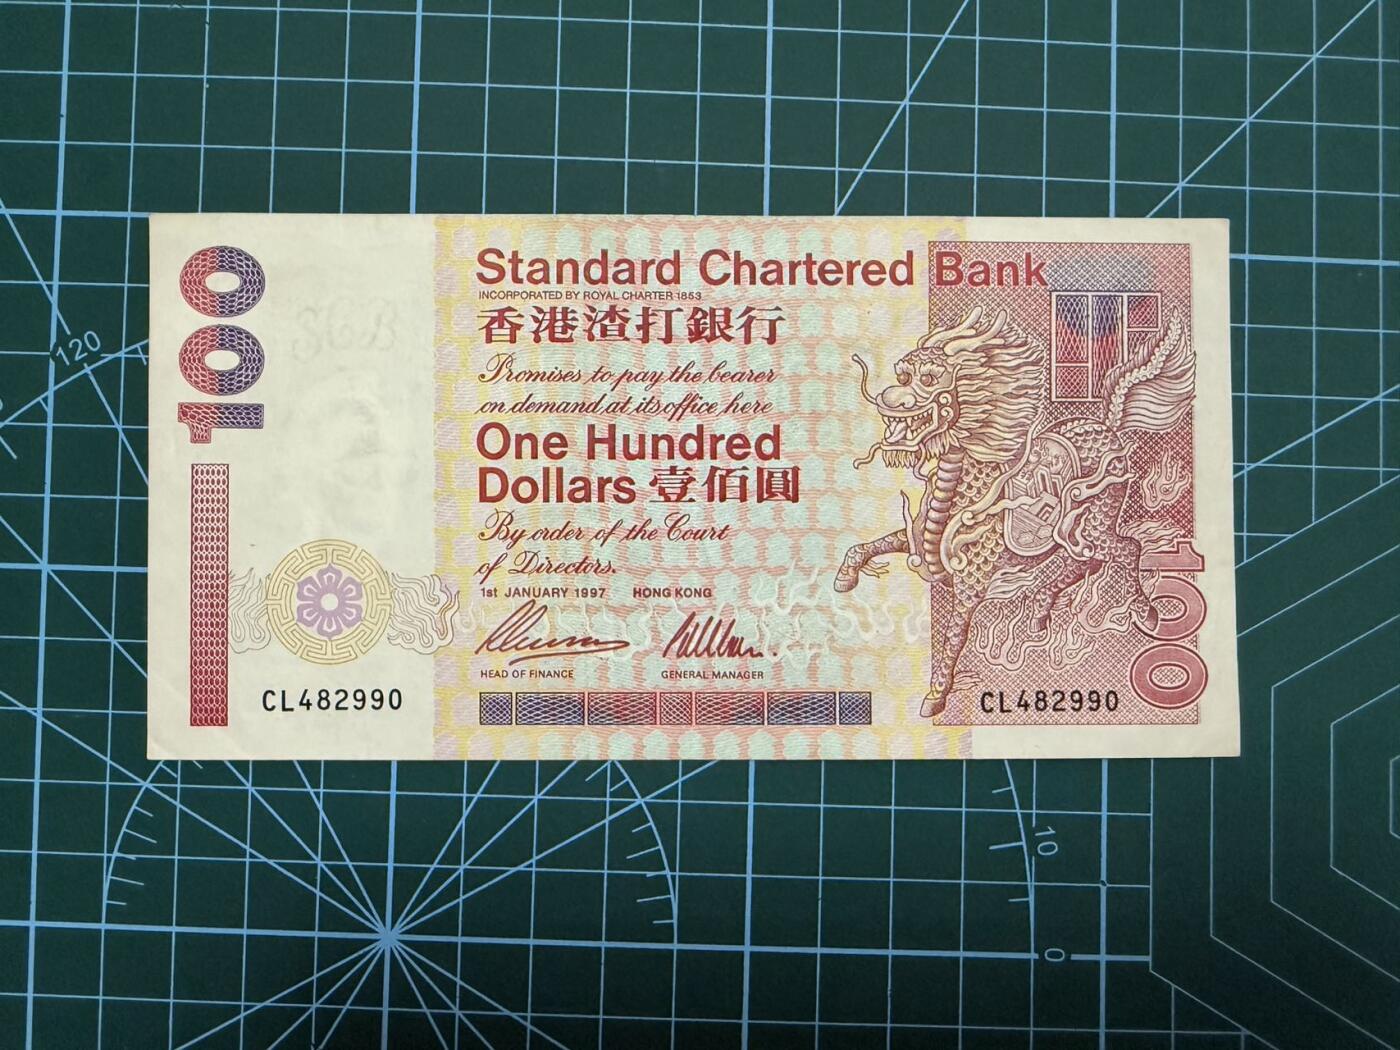 100
Standard Chartered Bank
INCORPORATED BY ROYAL CHARTER 1853
香港渣打銀行
Promises to pay the bearer
on demand at its office here
One Hundred
Dollars 壹佰圓
By order of the Court
of Directors.
1st JANUARY 1997 HONG KONG
HEAD OF FINANCE GENERAL MANAGER
CL482990
CL482990
100
120
10
0